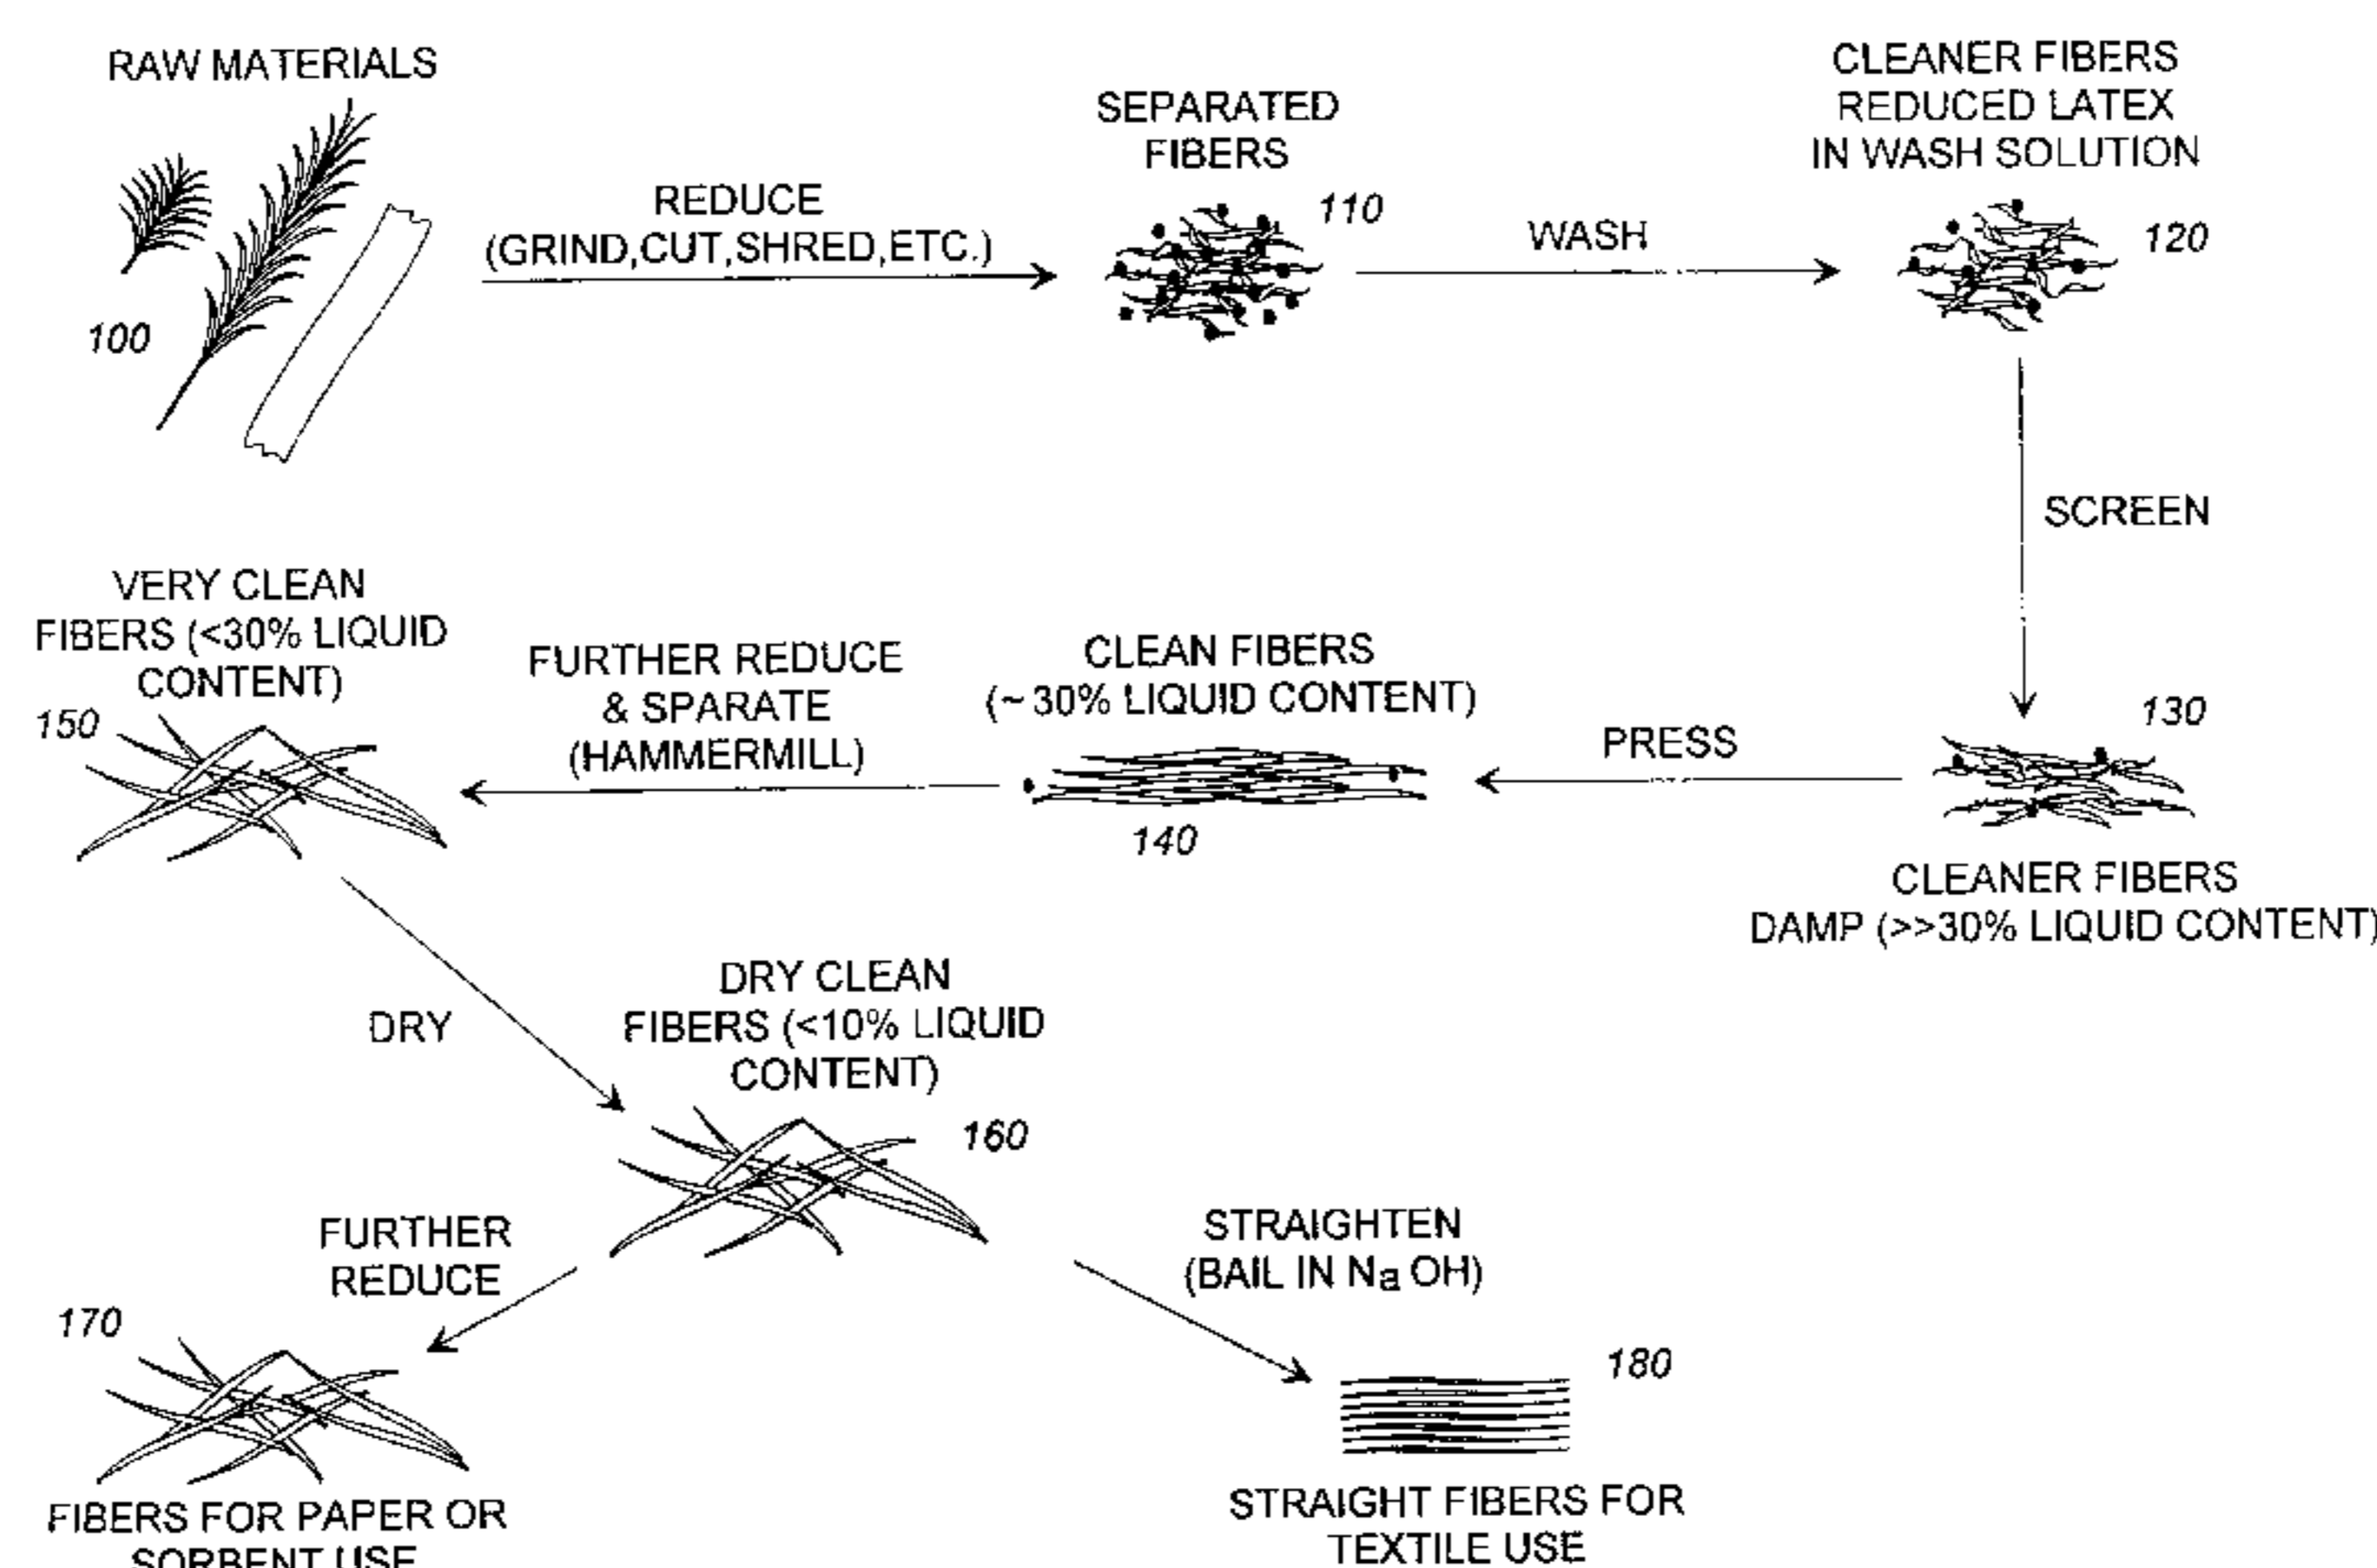 RAW MATERIALS
100
REDUCE
(GRIND,CUT,SHRED,ETC.)
SEPARATED
FIBERS
110
WASH
CLEANER FIBERS
REDUCED LATEX
IN WASH SOLUTION
120
SCREEN
130
CLEANER FIBERS
DAMP (>>30% LIQUID CONTENT)
PRESS
CLEAN FIBERS
(~30% LIQUID CONTENT)
140
FURTHER REDUCE
& SPARATE
(HAMMERMILL)
VERY CLEAN
FIBERS (<30% LIQUID
CONTENT)
150
DRY
DRY CLEAN
FIBERS (<10% LIQUID
CONTENT)
160
FURTHER
REDUCE
170
FIBERS FOR PAPER OR
SORBENT USE
STRAIGHTEN
(BAIL IN Na OH)
180
STRAIGHT FIBERS FOR
TEXTILE USE